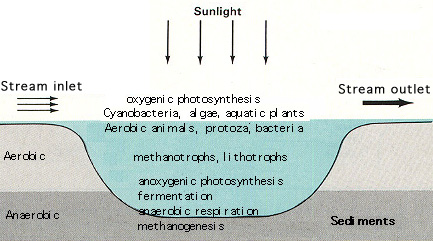 Sunlight
Stream inlet
Stream outlet
oxygenic photosynthesis
Cyanobacteria, algae, aquatic plants
Aerobic animals, protoza, bacteria
Aerobic
methanotrophs, lithotrophs
anoxygenic photosynthesis
fermentation
Anaerobic
anaerobic respiration
Sediments
methanogenesis